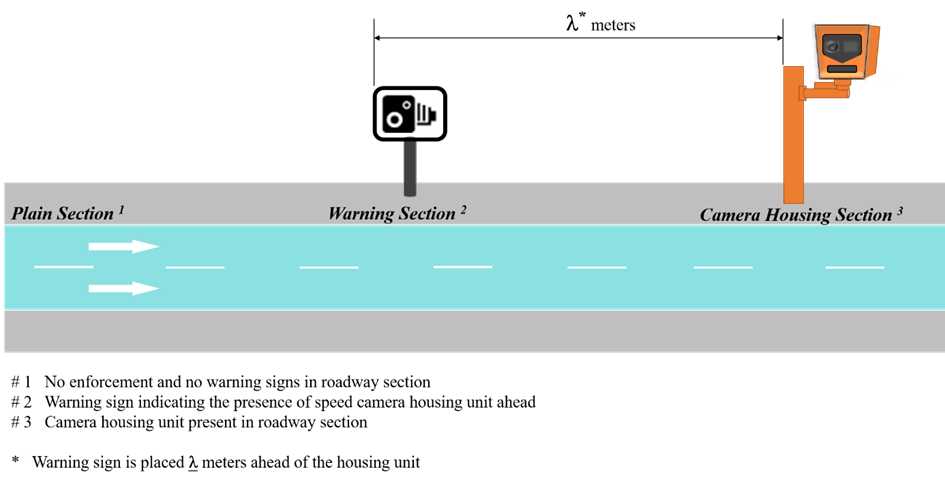 λ* meters
Plain Section 1
Warning Section 2
Camera Housing Section 3
# 1 No enforcement and no warning signs in roadway section
# 2 Warning sign indicating the presence of speed camera housing unit ahead
# 3 Camera housing unit present in roadway section
* Warning sign is placed λ meters ahead of the housing unit